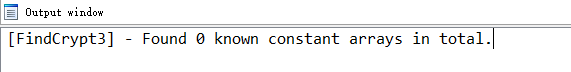 Output window
[FindCrypt3] - Found 0 known constant arrays in total.